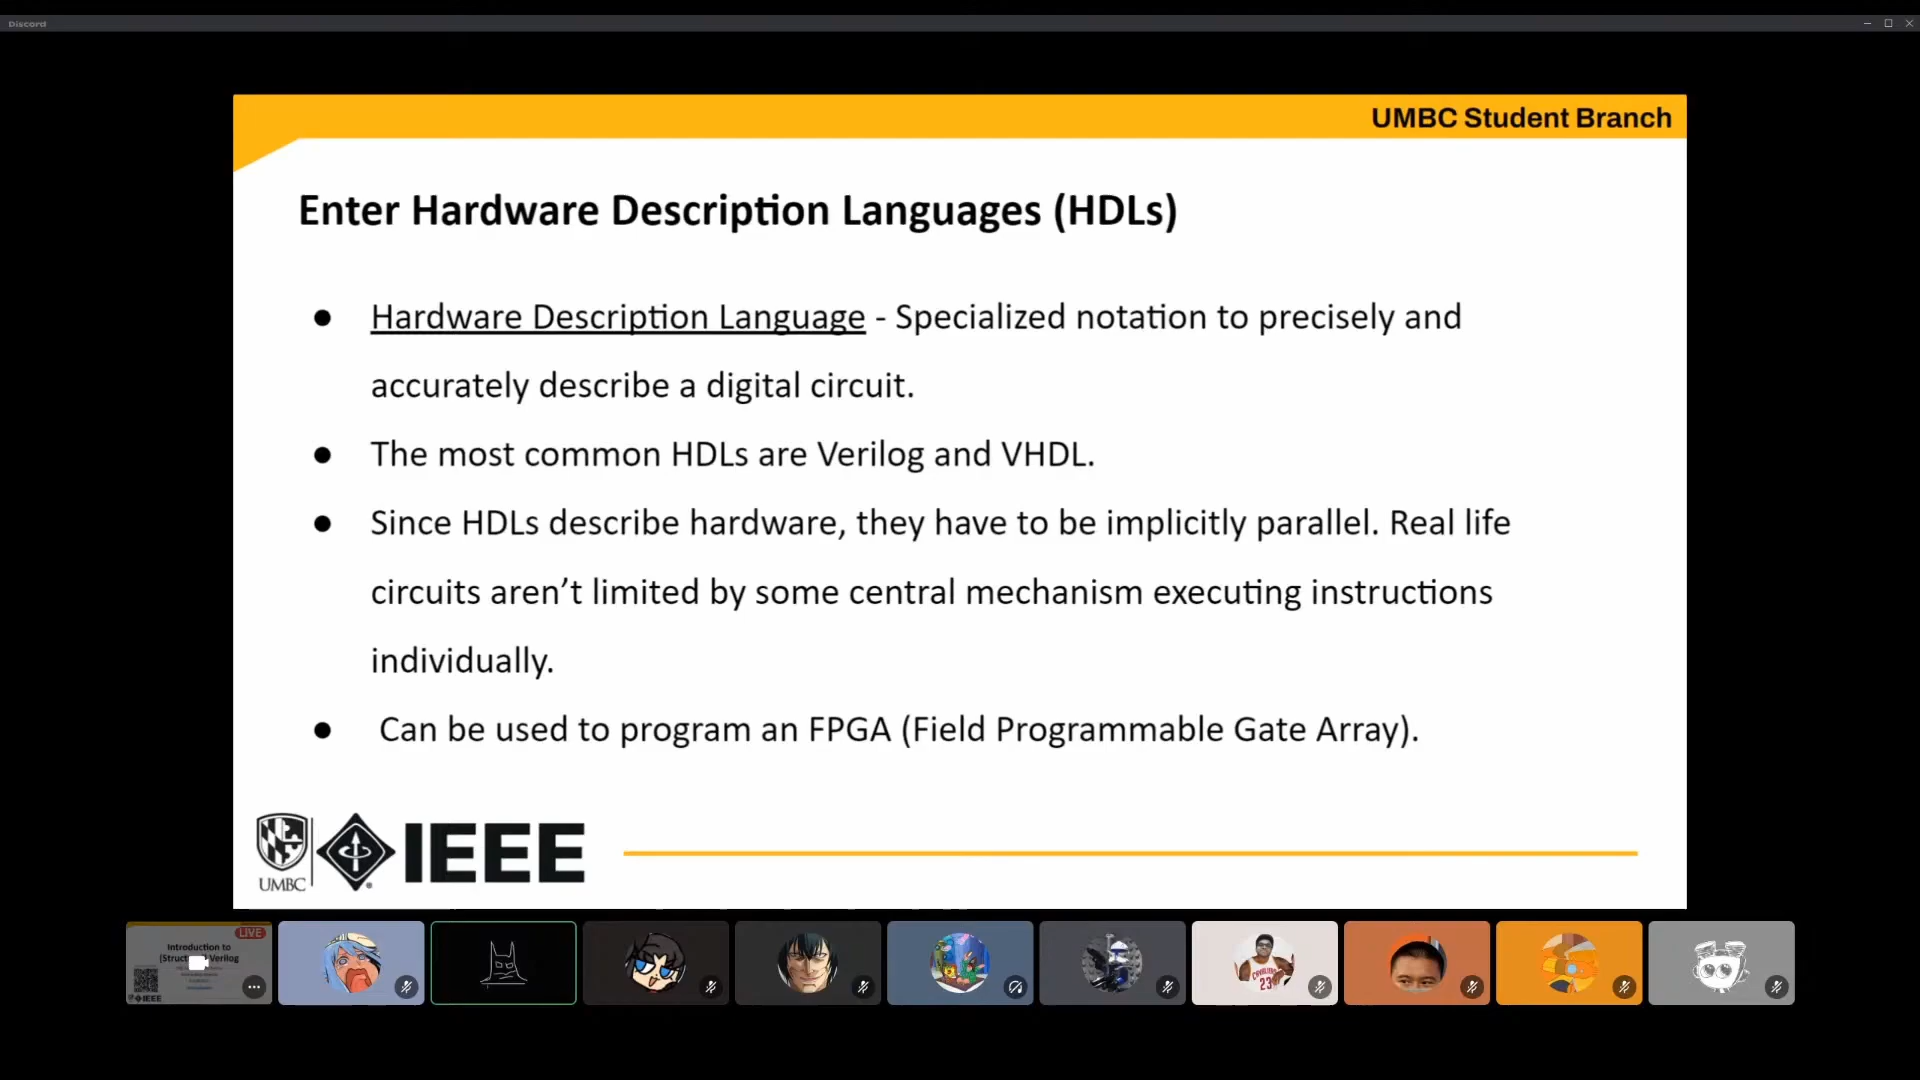 Discord
UMBC Student Branch
Enter Hardware Description Languages (HDLs)
● Hardware Description Language - Specialized notation to precisely and
accurately describe a digital circuit.
● The most common HDLs are Verilog and VHDL.
● Since HDLs describe hardware, they have to be implicitly parallel. Real life
circuits aren’t limited by some central mechanism executing instructions
individually.
● Can be used to program an FPGA (Field Programmable Gate Array).
UMBC
IEEE
LIVE
Introduction to
Verilog
IEEE
CAVALIERS
23